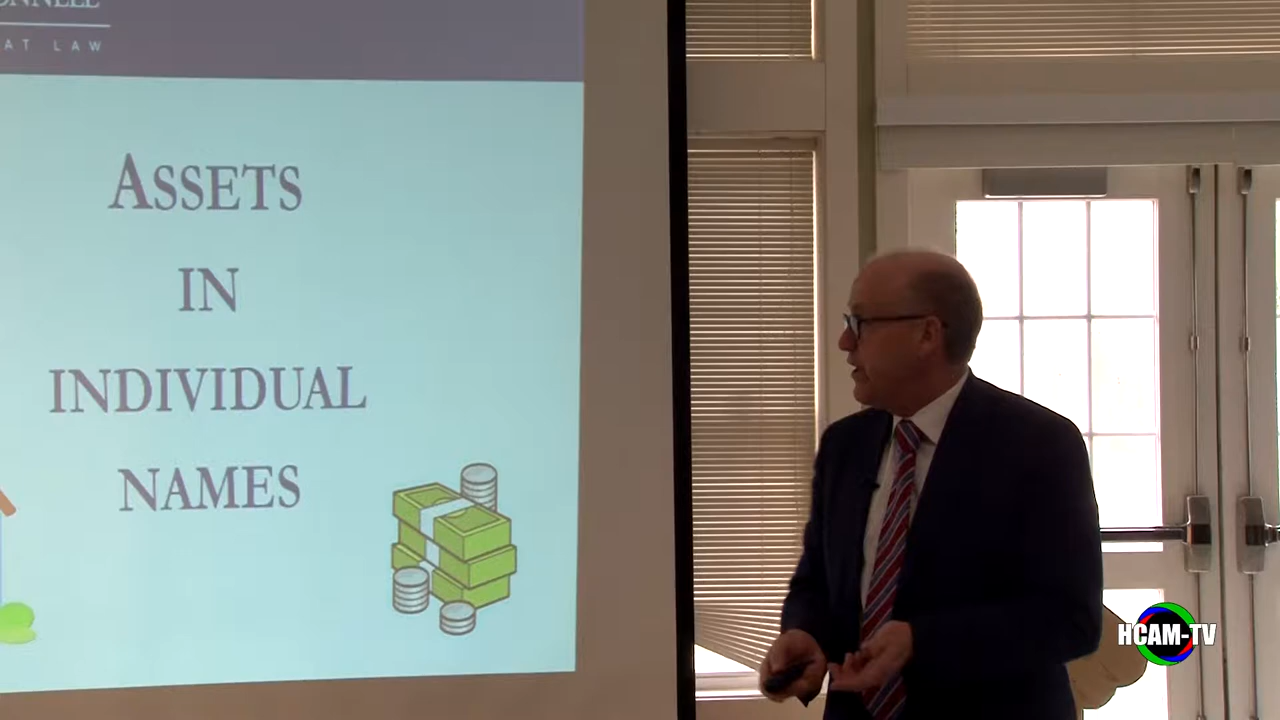 AT LAW
ASSETS
IN
INDIVIDUAL
NAMES
HCAM-TV